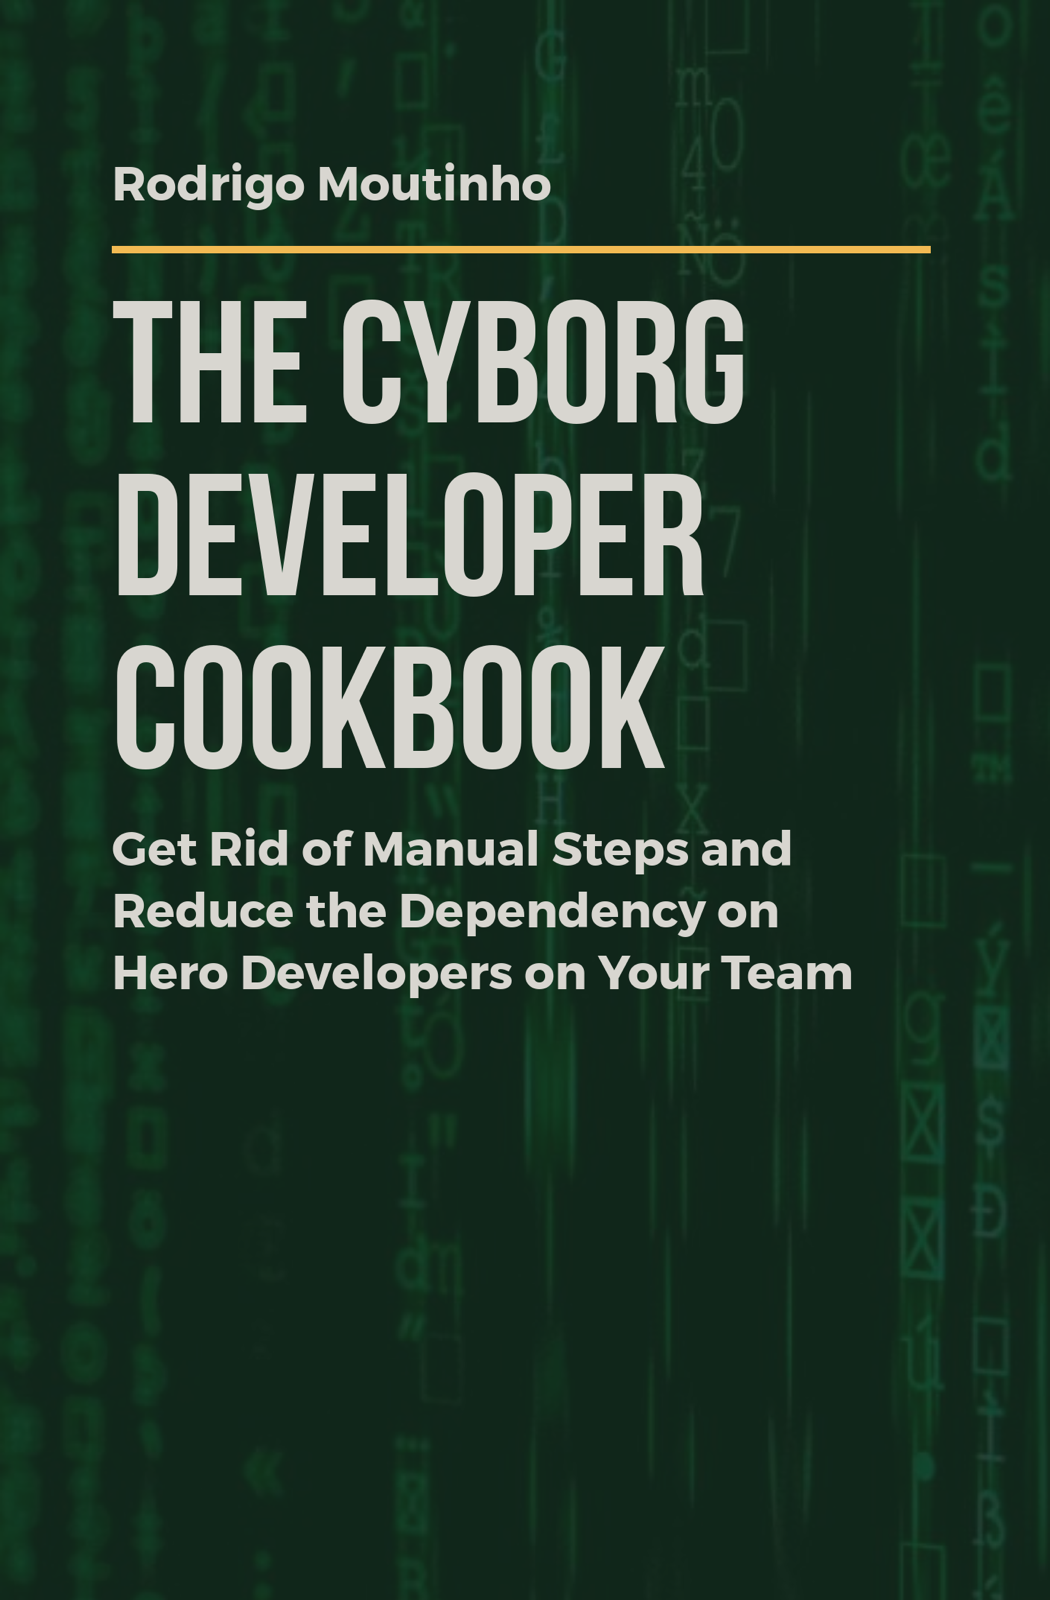 Rodrigo Moutinho
THE CYBORG
DEVELOPER
COOKBOOK
Get Rid of Manual Steps and
Reduce the Dependency on
Hero Developers on Your Team